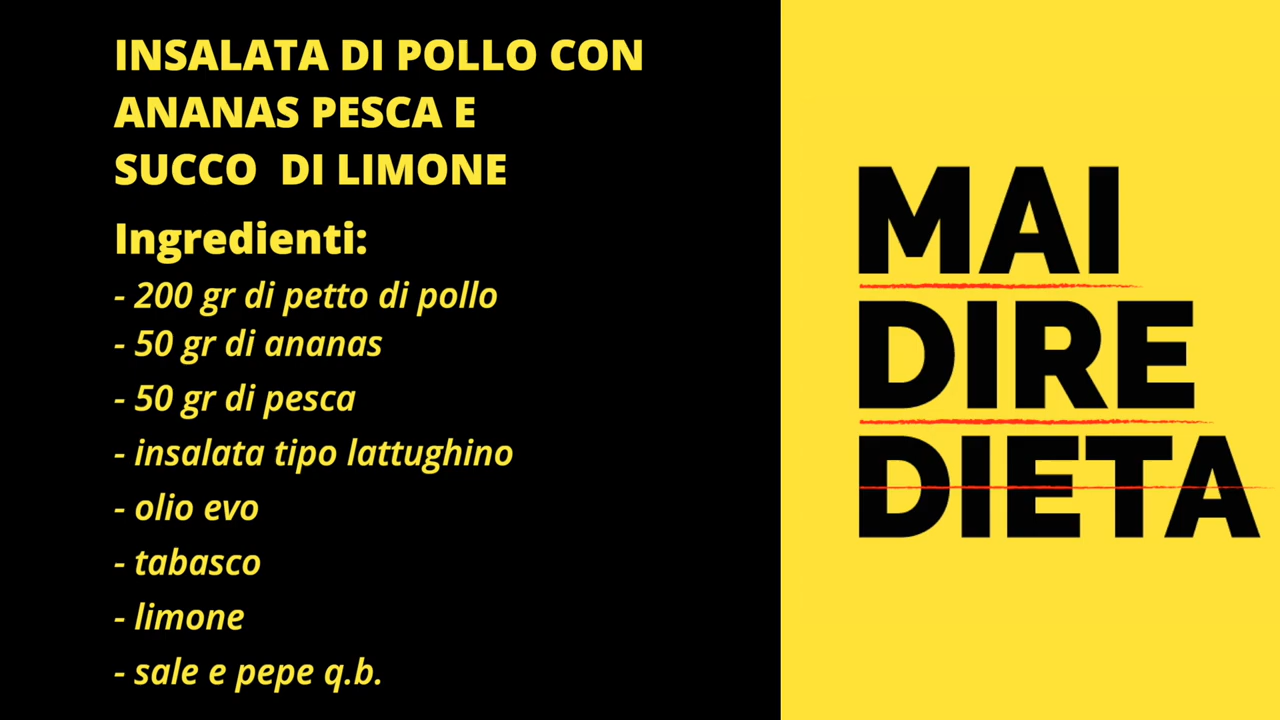 INSALATA DI POLLO CON
ANANAS PESCA E
SUCCO DI LIMONE
Ingredienti:
- 200 gr di petto di pollo
- 50 gr di ananas
- 50 gr di pesca
- insalata tipo lattughino
- olio evo
- tabasco
- limone
- sale e pepe q.b.
MAI
DIRE
DIETA